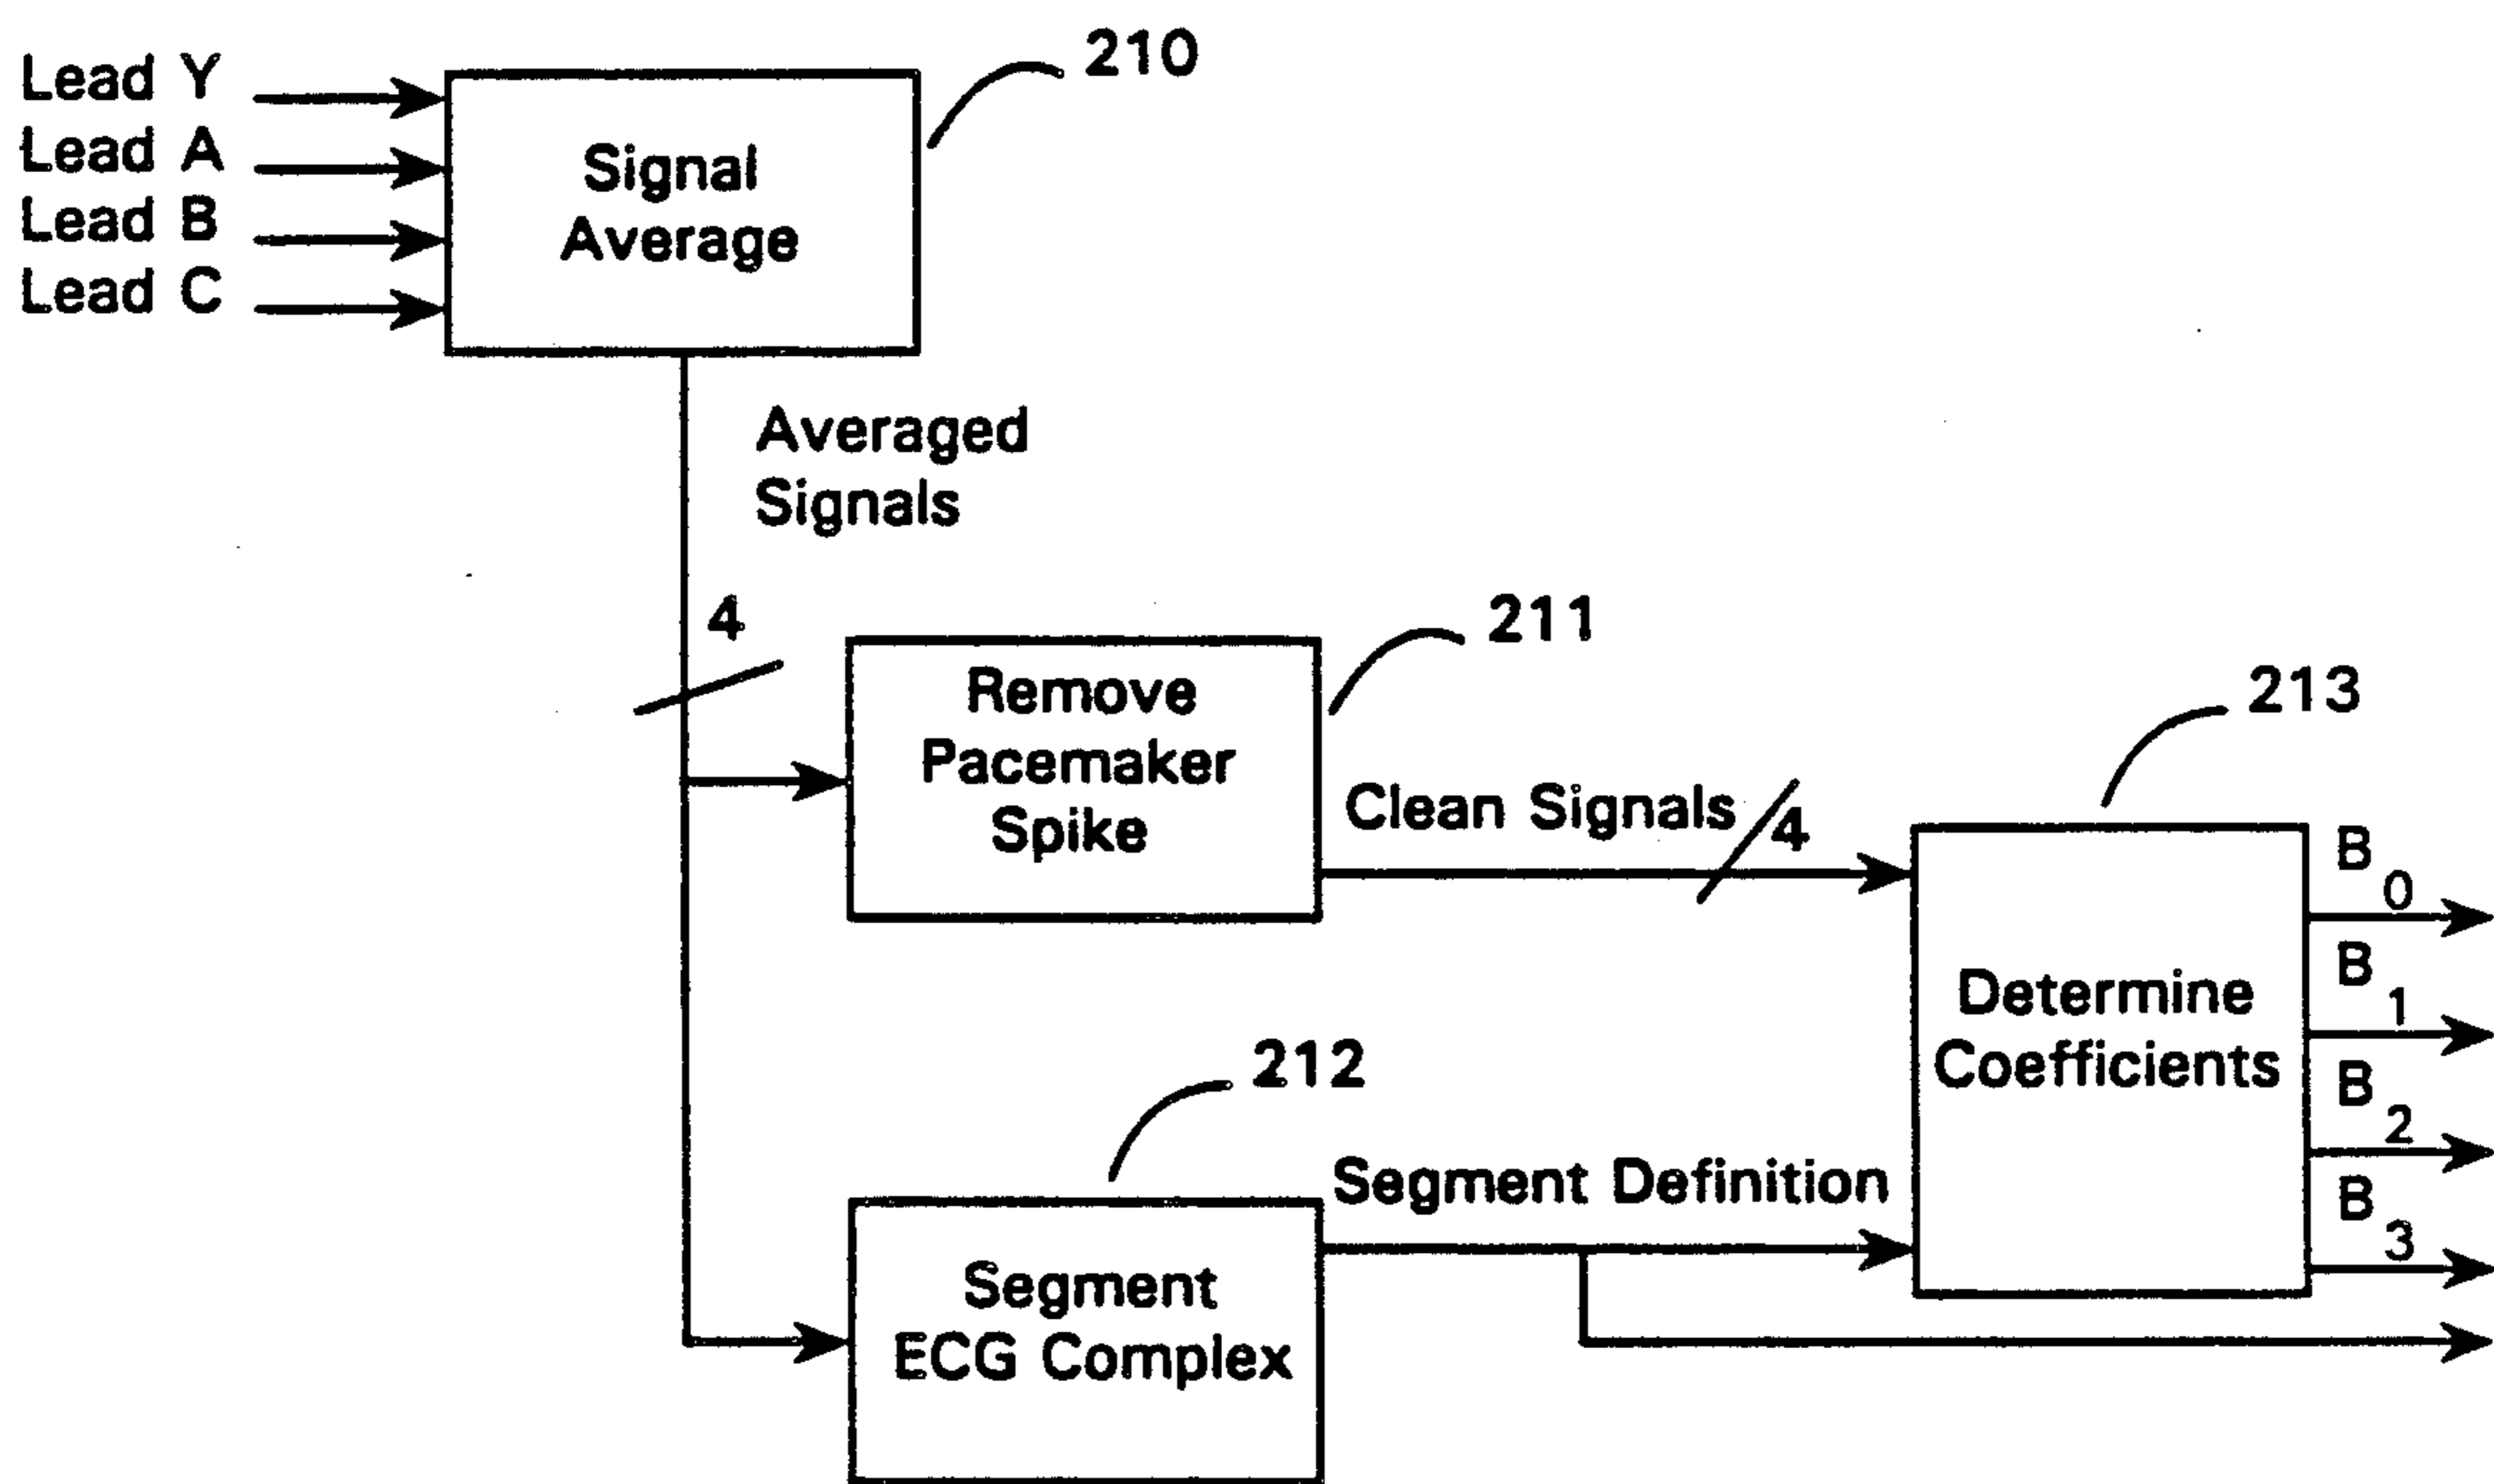 Lead Y
Lead A
Lead B
Lead C
Signal
Average
210
Averaged
Signals
4
Remove
Pacemaker
Spike
211
Clean Signals
4
213
Determine
Coefficients
B0
B1
B2
B3
212
Segment Definition
Segment
ECG Complex